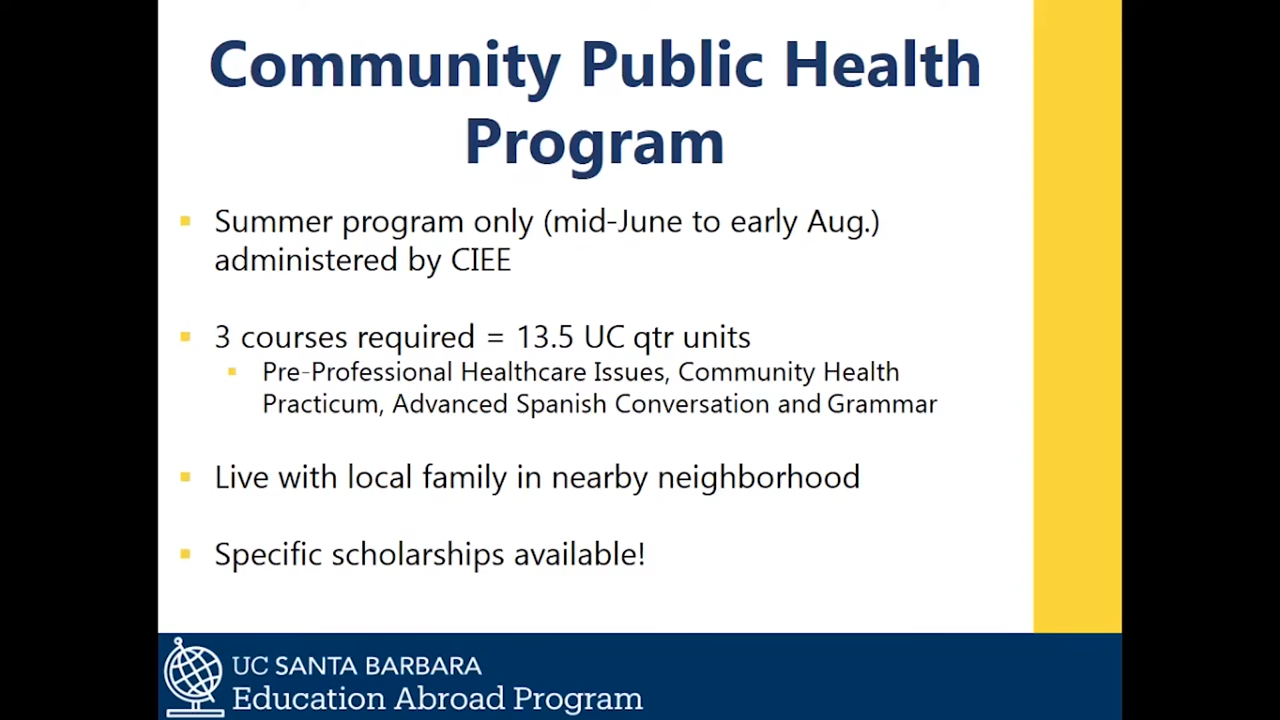 Community Public Health
Program
Summer program only (mid-June to early Aug.)
administered by CIEE
3 courses required = 13.5 UC qtr units
Pre-Professional Healthcare Issues, Community Health
Practicum, Advanced Spanish Conversation and Grammar
Live with local family in nearby neighborhood
Specific scholarships available!
UC SANTA BARBARA
Education Abroad Program